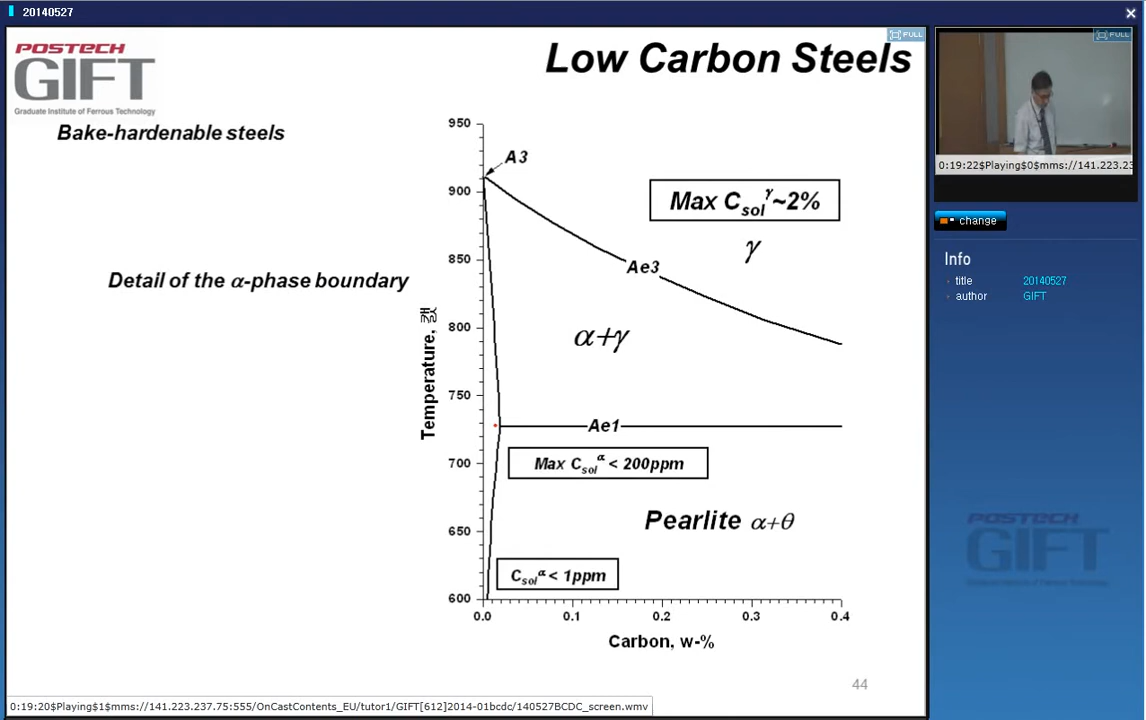 20140527
FULL
POSTECH
GIFT
Graduate Institute of Ferrous Technology
Low Carbon Steels
Bake-hardenable steels
Detail of the α-phase boundary
Temperature, 캜
950
900
850
800
750
700
650
600
A3
Max C_sol^γ ~2%
γ
Ae3
α+γ
Ae1
Max C_sol^α < 200ppm
Pearlite α+θ
C_sol^α < 1ppm
0.0 0.1 0.2 0.3 0.4
Carbon, w-%
44
0:19:20$Playing$1$mms://141.223.237.75:555/OnCastContents_EU/tutor1/GIFT[612]2014-01bcdc/140527BCDC_screen.wmv
FULL
0:19:22$Playing$0$mms://141.223.23
change
Info
title 20140527
author GIFT
POSTECH
GIFT